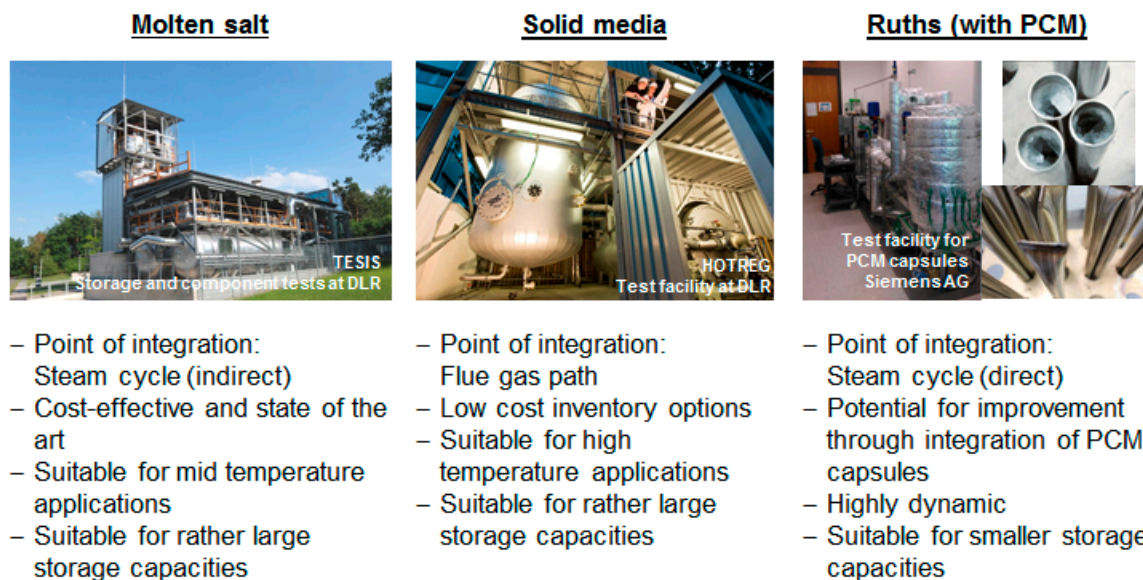 Molten salt
TESIS
Storage and component tests at DLR
– Point of integration:
Steam cycle (indirect)
– Cost-effective and state of the
art
– Suitable for mid temperature
applications
– Suitable for rather large
storage capacities
Solid media
HOTREG
Test facility at DLR
– Point of integration:
Flue gas path
– Low cost inventory options
– Suitable for high
temperature applications
– Suitable for rather large
storage capacities
Ruths (with PCM)
Test facility for
PCM capsules
Siemens AG
– Point of integration:
Steam cycle (direct)
– Potential for improvement
through integration of PCM
capsules
– Highly dynamic
– Suitable for smaller storage
capacities